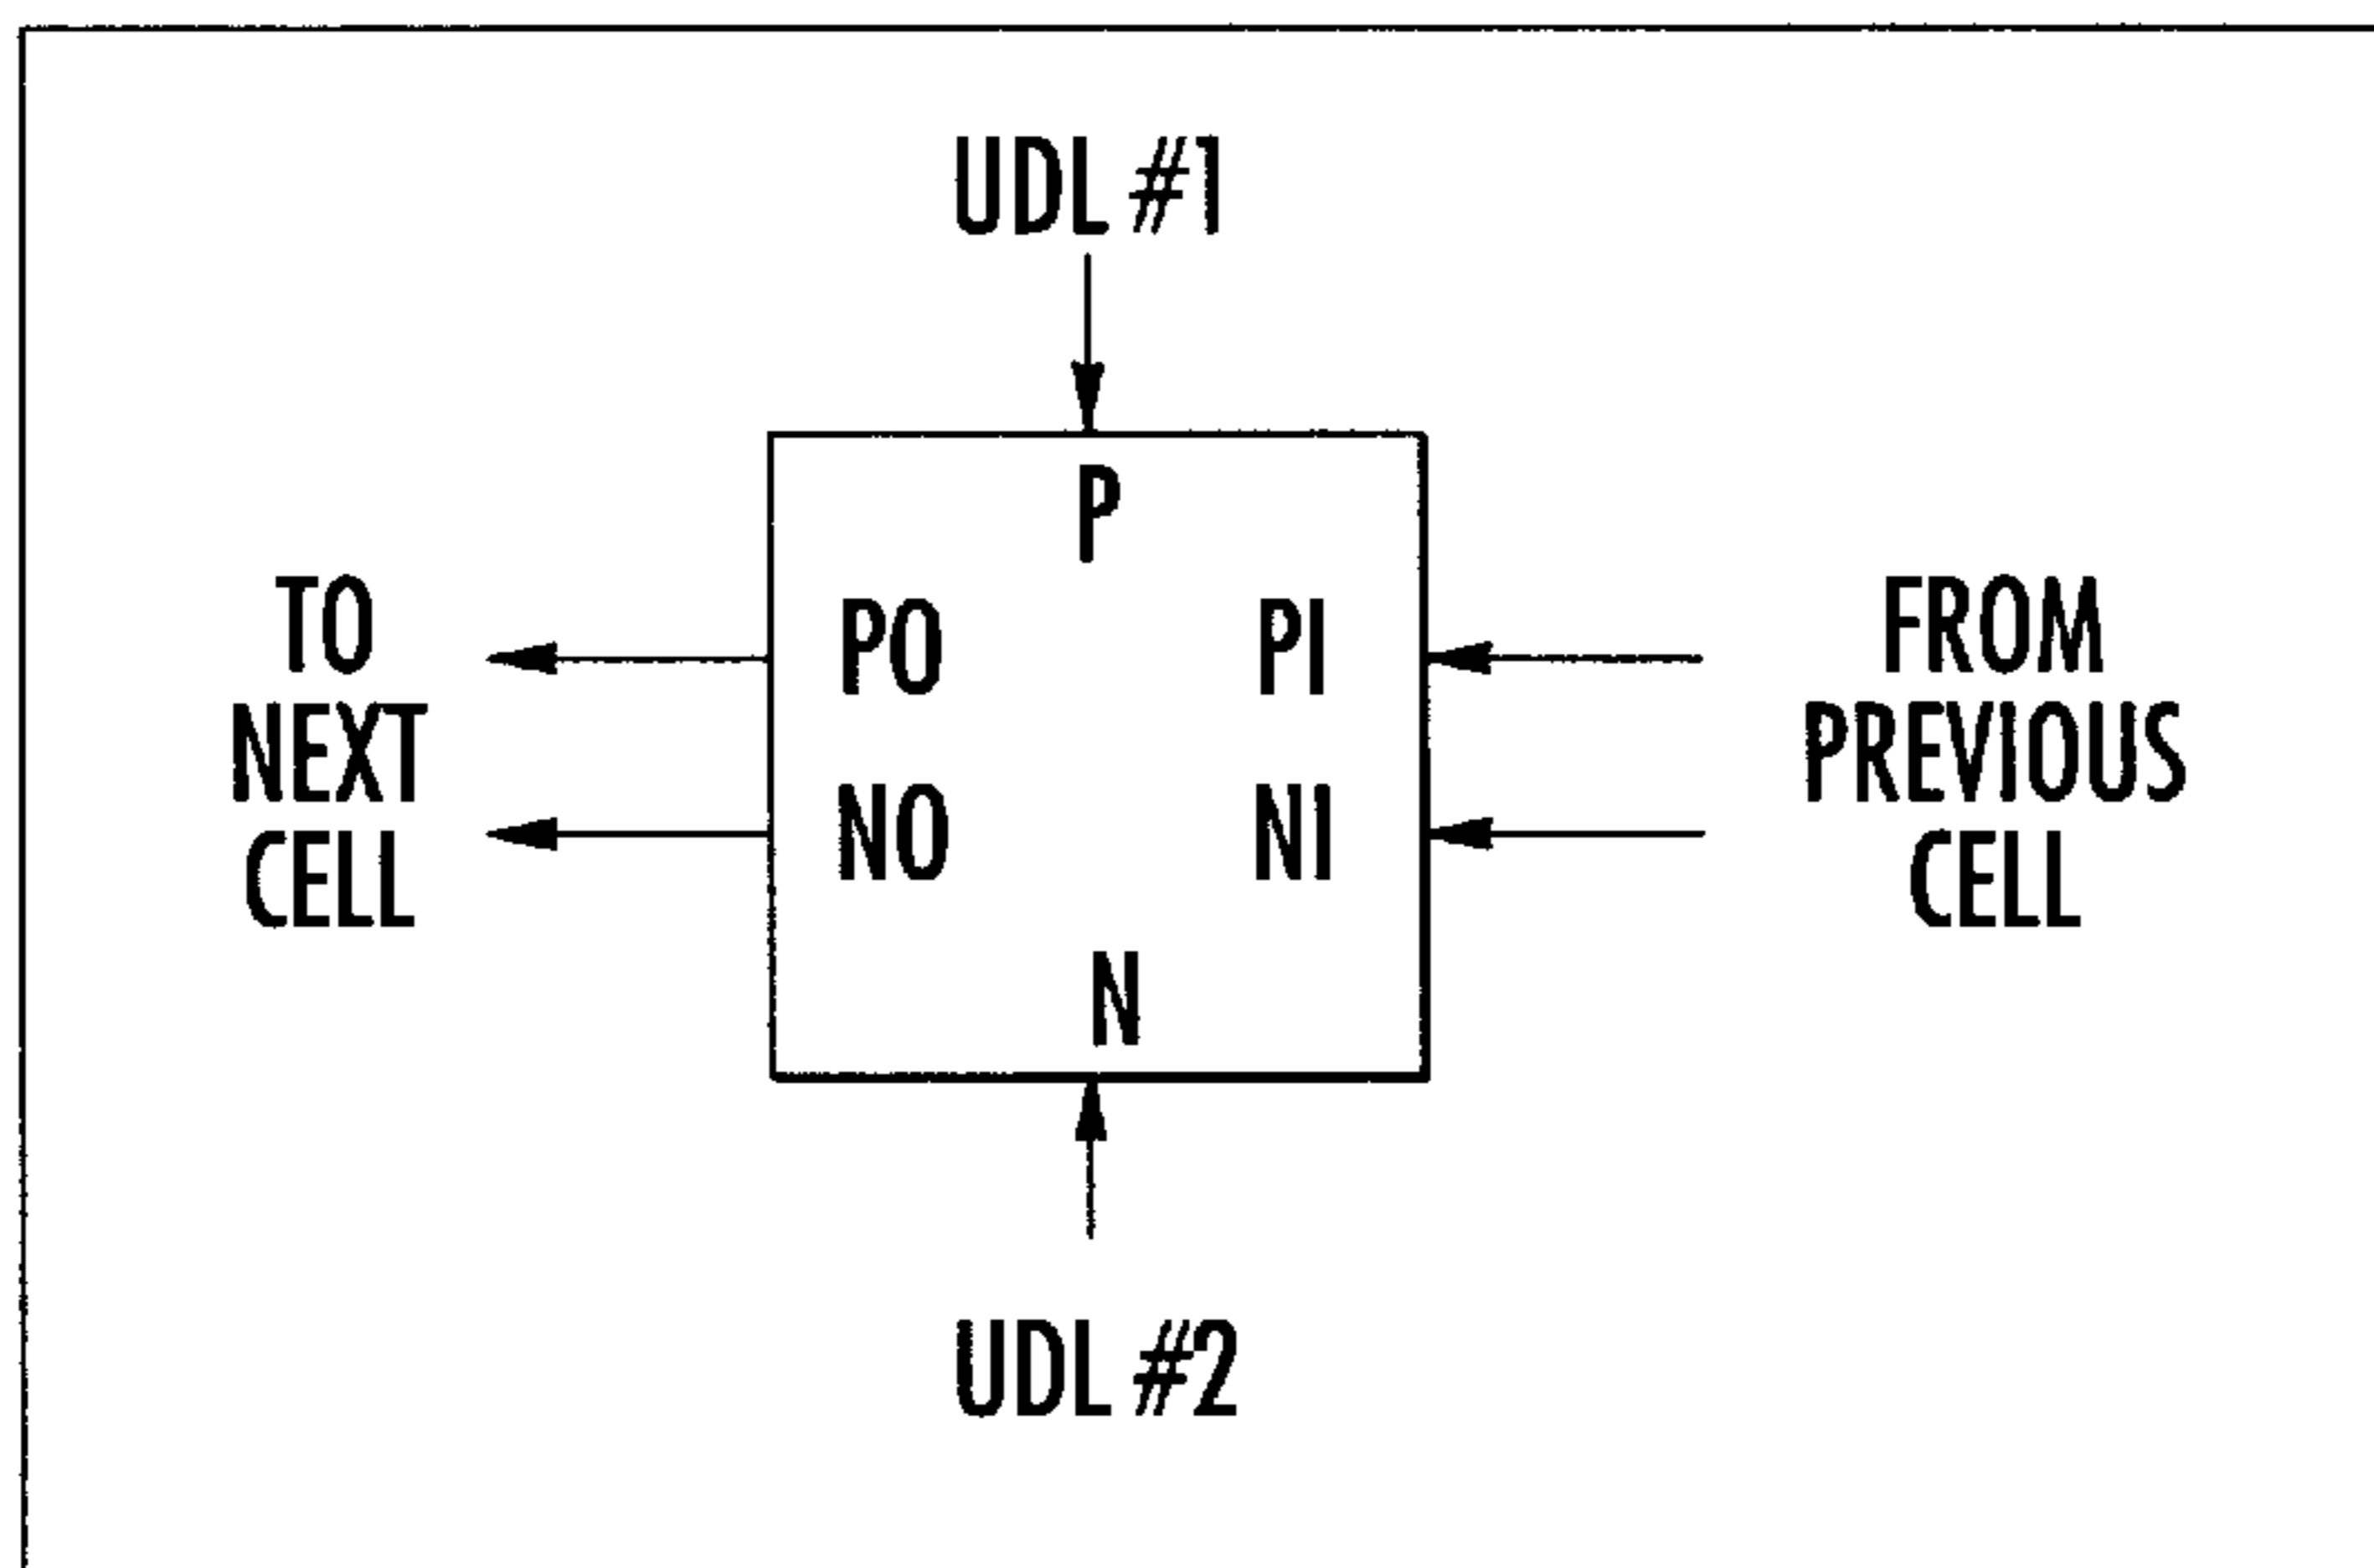 UDL #1
P
TO
NEXT
CELL
PO
PI
NO
NI
FROM
PREVIOUS
CELL
N
UDL #2